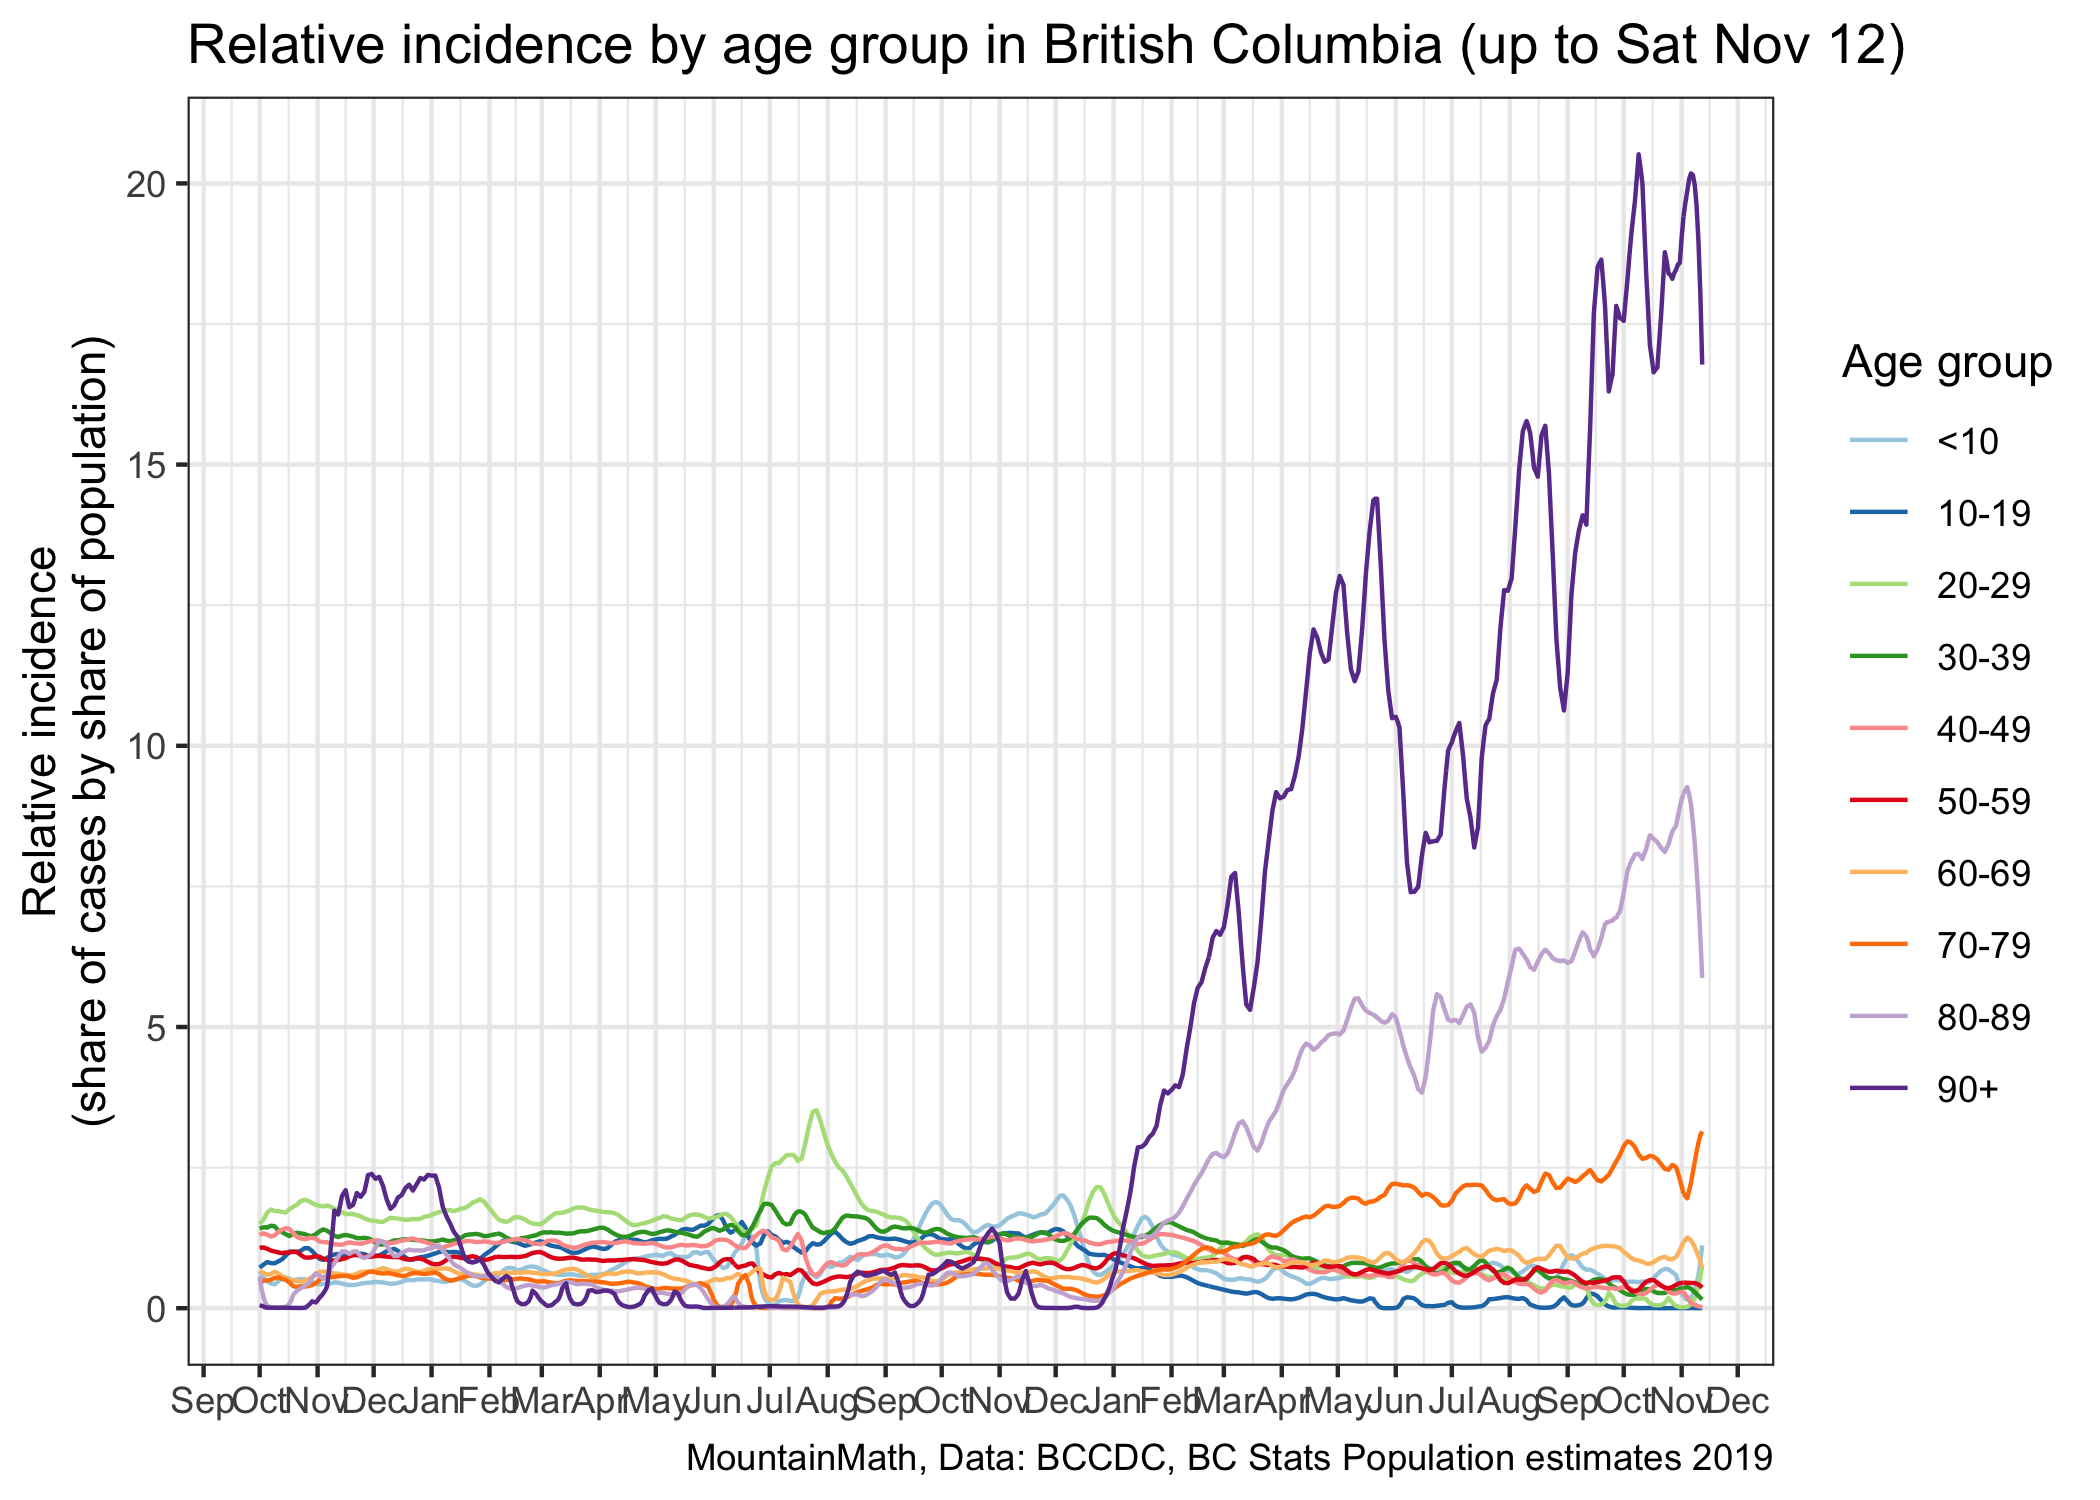 Relative incidence by age group in British Columbia (up to Sat Nov 12)
Relative incidence
(share of cases by share of population)
20
15
10
5
0
Sep Oct Nov Dec Jan Feb Mar Apr May Jun Jul Aug Sep Oct Nov Dec Jan Feb Mar Apr May Jun Jul Aug Sep Oct Nov Dec
Age group
<10
10-19
20-29
30-39
40-49
50-59
60-69
70-79
80-89
90+
MountainMath, Data: BCCDC, BC Stats Population estimates 2019